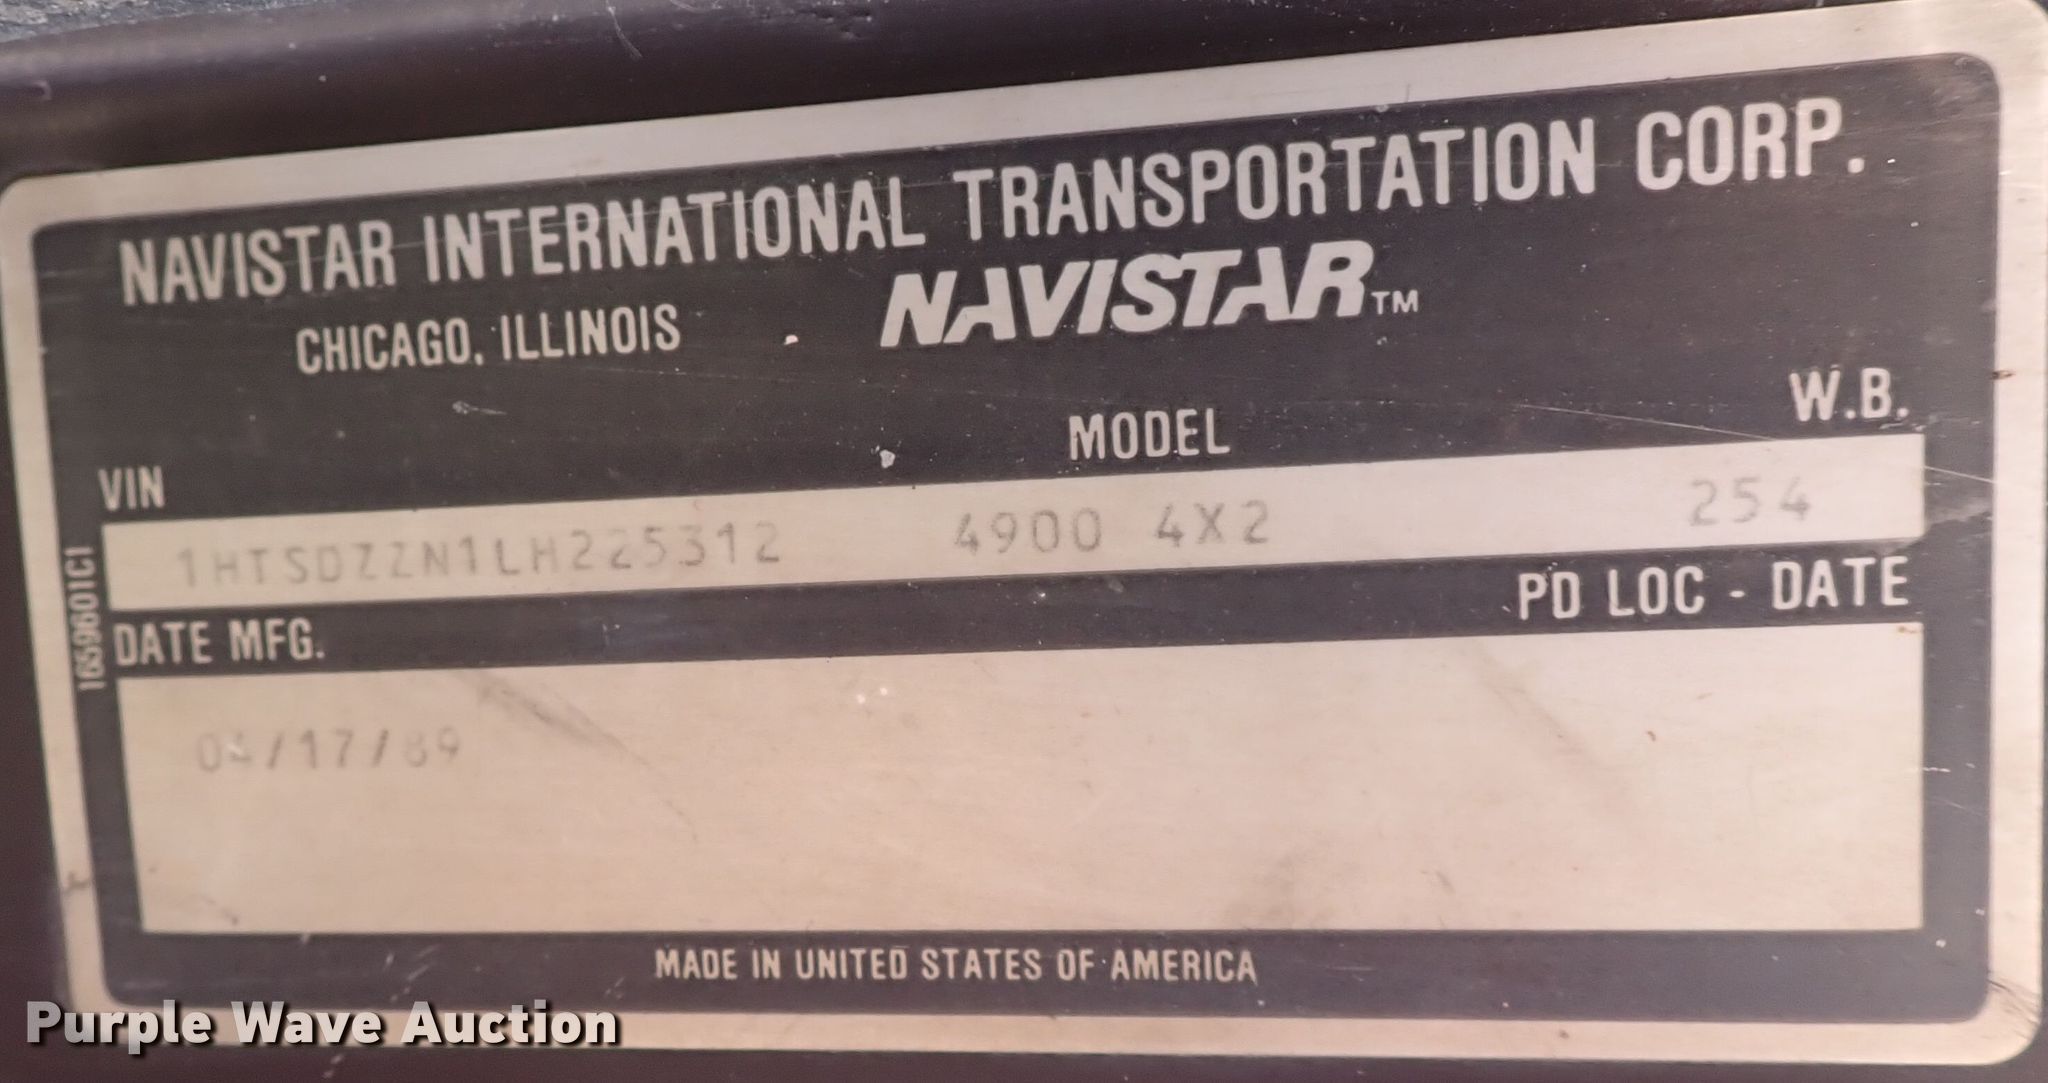 NAVISTAR INTERNATIONAL TRANSPORTATION CORP.
CHICAGO, ILLINOIS NAVISTAR™
VIN MODEL W.B.
1HTSDZZN1LH225312 4900 4X2 254
DATE MFG. PD LOC - DATE
04/17/89
1659601C1
MADE IN UNITED STATES OF AMERICA
Purple Wave Auction